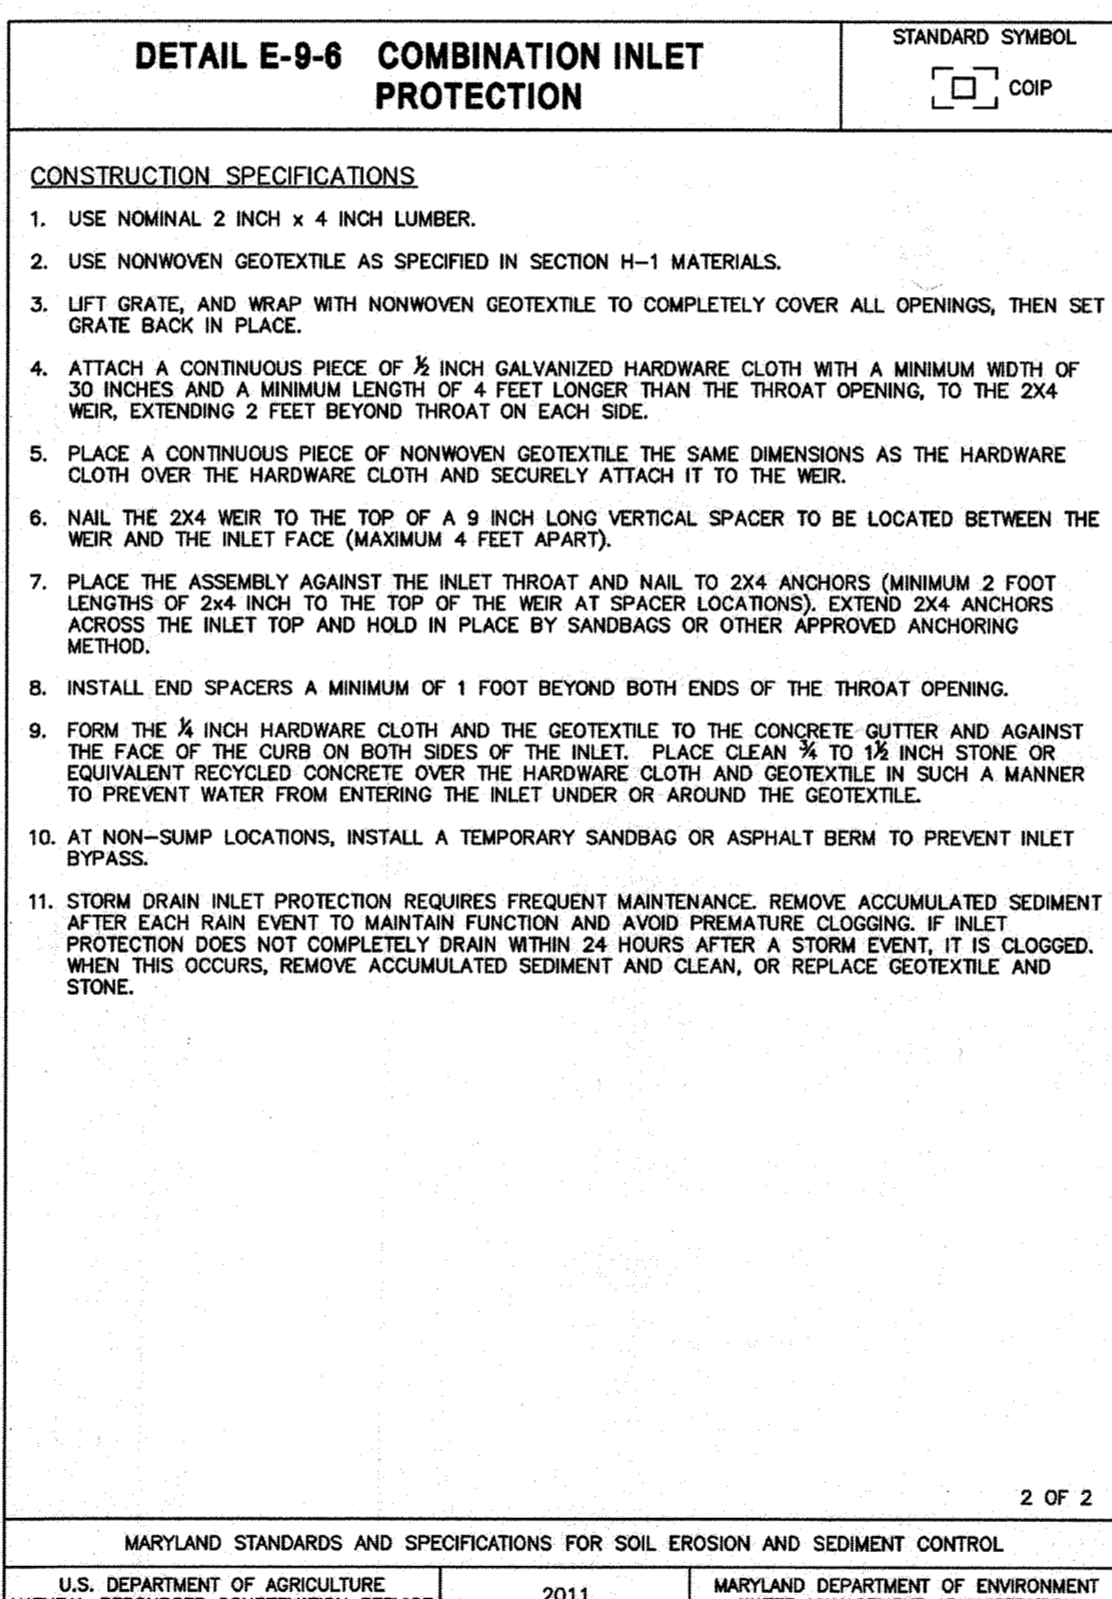 DETAIL E-9-6 COMBINATION INLET
PROTECTION
STANDARD SYMBOL
COIP
CONSTRUCTION SPECIFICATIONS
1. USE NOMINAL 2 INCH x 4 INCH LUMBER.
2. USE NONWOVEN GEOTEXTILE AS SPECIFIED IN SECTION H-1 MATERIALS.
3. LIFT GRATE, AND WRAP WITH NONWOVEN GEOTEXTILE TO COMPLETELY COVER ALL OPENINGS, THEN SET
GRATE BACK IN PLACE.
4. ATTACH A CONTINUOUS PIECE OF ½ INCH GALVANIZED HARDWARE CLOTH WITH A MINIMUM WIDTH OF
30 INCHES AND A MINIMUM LENGTH OF 4 FEET LONGER THAN THE THROAT OPENING, TO THE 2X4
WEIR, EXTENDING 2 FEET BEYOND THROAT ON EACH SIDE.
5. PLACE A CONTINUOUS PIECE OF NONWOVEN GEOTEXTILE THE SAME DIMENSIONS AS THE HARDWARE
CLOTH OVER THE HARDWARE CLOTH AND SECURELY ATTACH IT TO THE WEIR.
6. NAIL THE 2X4 WEIR TO THE TOP OF A 9 INCH LONG VERTICAL SPACER TO BE LOCATED BETWEEN THE
WEIR AND THE INLET FACE (MAXIMUM 4 FEET APART).
7. PLACE THE ASSEMBLY AGAINST THE INLET THROAT AND NAIL TO 2X4 ANCHORS (MINIMUM 2 FOOT
LENGTHS OF 2x4 INCH TO THE TOP OF THE WEIR AT SPACER LOCATIONS). EXTEND 2X4 ANCHORS
ACROSS THE INLET TOP AND HOLD IN PLACE BY SANDBAGS OR OTHER APPROVED ANCHORING
METHOD.
8. INSTALL END SPACERS A MINIMUM OF 1 FOOT BEYOND BOTH ENDS OF THE THROAT OPENING.
9. FORM THE ¼ INCH HARDWARE CLOTH AND THE GEOTEXTILE TO THE CONCRETE GUTTER AND AGAINST
THE FACE OF THE CURB ON BOTH SIDES OF THE INLET. PLACE CLEAN ¾ TO 1½ INCH STONE OR
EQUIVALENT RECYCLED CONCRETE OVER THE HARDWARE CLOTH AND GEOTEXTILE IN SUCH A MANNER
TO PREVENT WATER FROM ENTERING THE INLET UNDER OR AROUND THE GEOTEXTILE.
10. AT NON-SUMP LOCATIONS, INSTALL A TEMPORARY SANDBAG OR ASPHALT BERM TO PREVENT INLET
BYPASS.
11. STORM DRAIN INLET PROTECTION REQUIRES FREQUENT MAINTENANCE. REMOVE ACCUMULATED SEDIMENT
AFTER EACH RAIN EVENT TO MAINTAIN FUNCTION AND AVOID PREMATURE CLOGGING. IF INLET
PROTECTION DOES NOT COMPLETELY DRAIN WITHIN 24 HOURS AFTER A STORM EVENT, IT IS CLOGGED.
WHEN THIS OCCURS, REMOVE ACCUMULATED SEDIMENT AND CLEAN, OR REPLACE GEOTEXTILE AND
STONE.
2 OF 2
MARYLAND STANDARDS AND SPECIFICATIONS FOR SOIL EROSION AND SEDIMENT CONTROL
U.S. DEPARTMENT OF AGRICULTURE
2011
MARYLAND DEPARTMENT OF ENVIRONMENT